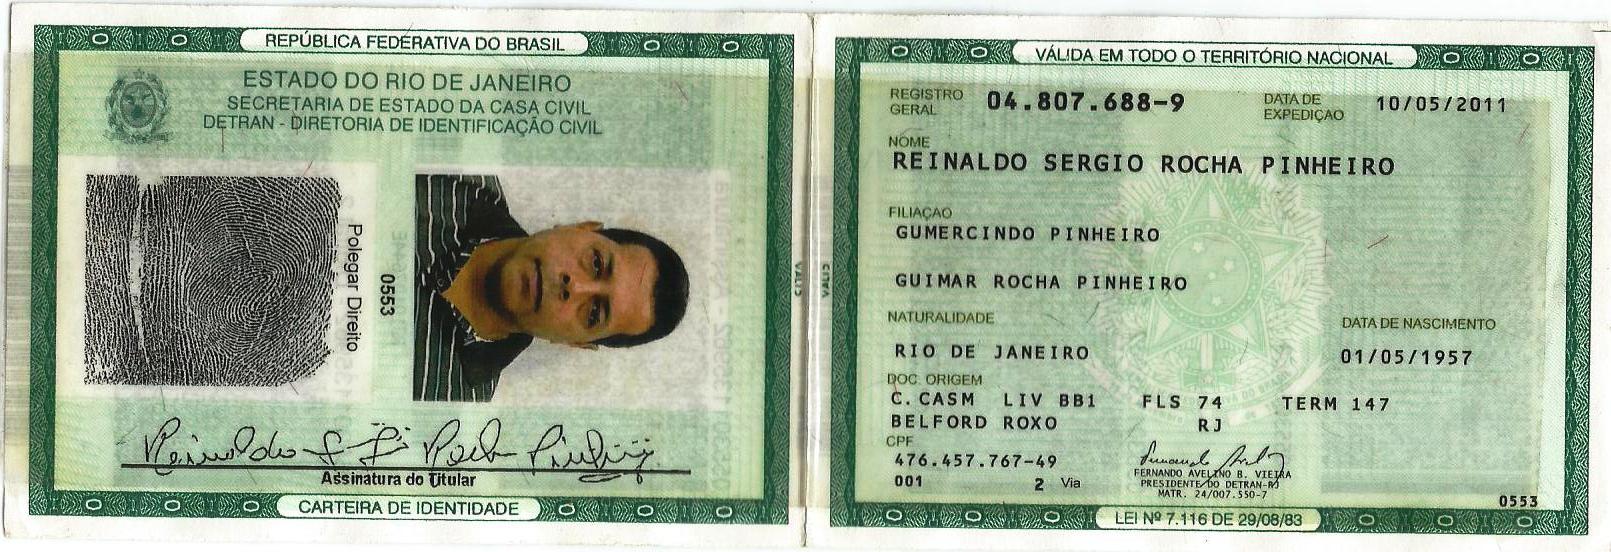 REPÚBLICA FEDERATIVA DO BRASIL
ESTADO DO RIO DE JANEIRO
SECRETARIA DE ESTADO DA CASA CIVIL
DETRAN - DIRETORIA DE IDENTIFICAÇÃO CIVIL
Polegar Direito
0553
Reinaldo Rocha Pinheiro
Assinatura do Titular
CARTEIRA DE IDENTIDADE
VÁLIDA EM TODO O TERRITÓRIO NACIONAL
REGISTRO GERAL 04.807.688-9 DATA DE EXPEDIÇÃO 10/05/2011
NOME
REINALDO SERGIO ROCHA PINHEIRO
FILIAÇÃO
GUMERCINDO PINHEIRO
GUIMAR ROCHA PINHEIRO
NATURALIDADE DATA DE NASCIMENTO
RIO DE JANEIRO 01/05/1957
DOC. ORIGEM
C.CASM LIV BB1 FLS 74 TERM 147
BELFORD ROXO RJ
CPF
476.457.767-49
001 2 Via
FERNANDO AVELINO B. VIEIRA
PRESIDENTE DO DETRAN-RJ
MATR. 24/007.550-7
0553
LEI Nº 7.116 DE 29/08/83